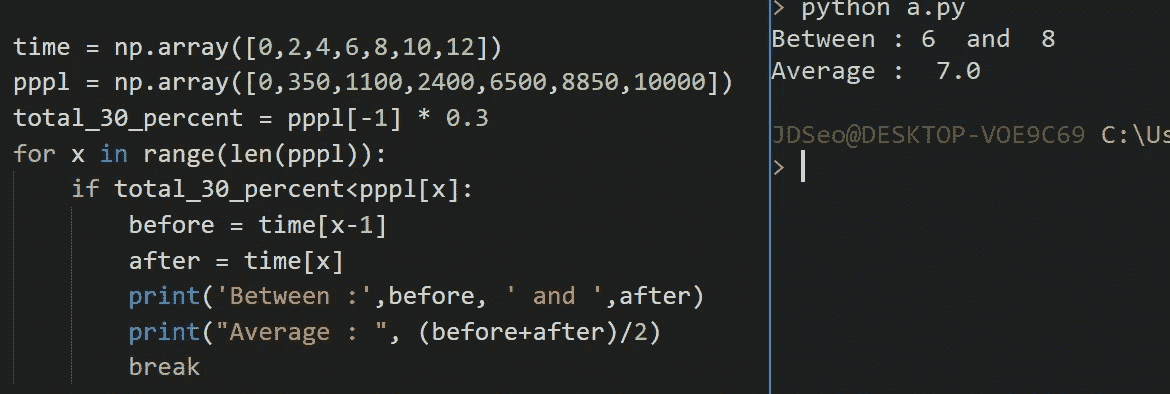 time = np.array([0,2,4,6,8,10,12])
pppl = np.array([0,350,1100,2400,6500,8850,10000])
total_30_percent = pppl[-1] * 0.3
for x in range(len(pppl)):
    if total_30_percent<pppl[x]:
        before = time[x-1]
        after = time[x]
        print('Between :',before, ' and ',after)
        print("Average : ", (before+after)/2)
        break
> python a.py
Between : 6  and  8
Average :  7.0
JDSeo@DESKTOP-VOE9C69 C:\Us
>